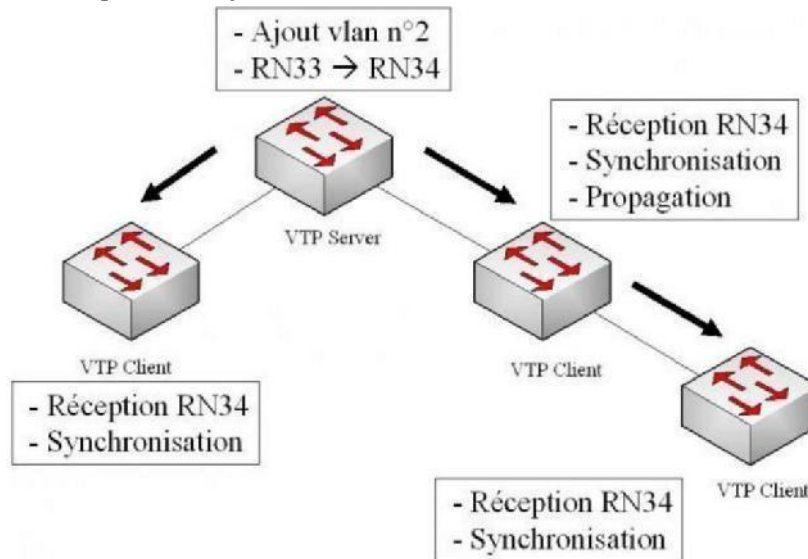 - Ajout vlan n°2
- RN33 → RN34
- Réception RN34
- Synchronisation
- Propagation
VTP Server
VTP Client
- Réception RN34
- Synchronisation
VTP Client
VTP Client
- Réception RN34
- Synchronisation